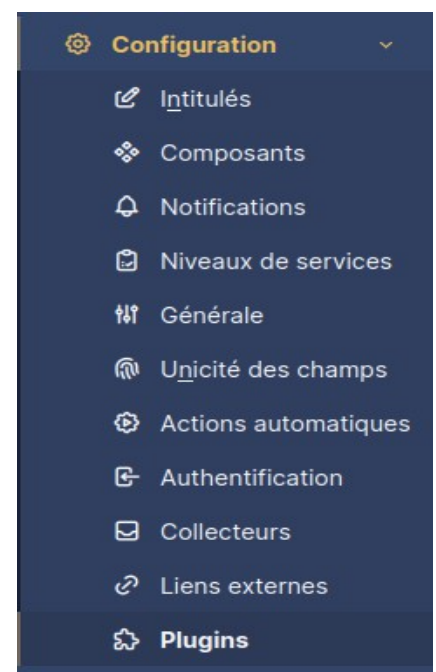 Configuration
Intitulés
Composants
Notifications
Niveaux de services
Générale
Unicité des champs
Actions automatiques
Authentification
Collecteurs
Liens externes
Plugins